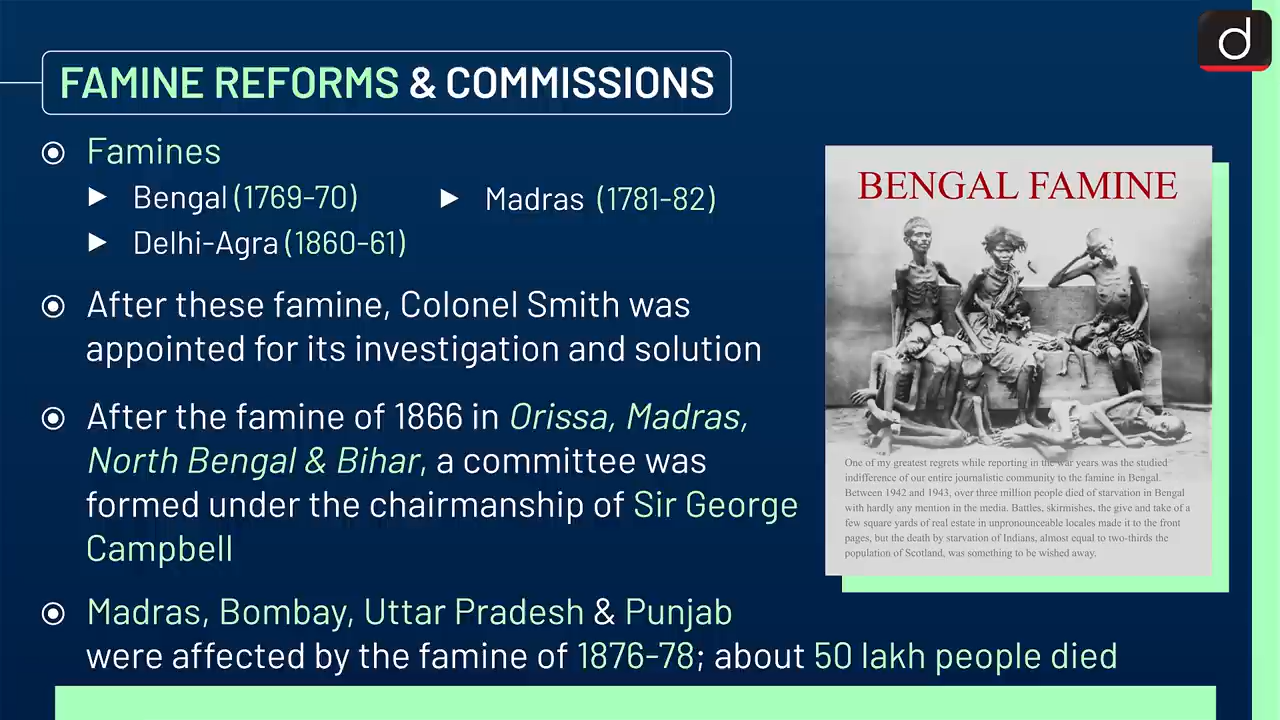 d
FAMINE REFORMS & COMMISSIONS
Famines
Bengal (1769-70)
Madras (1781-82)
Delhi-Agra (1860-61)
After these famine, Colonel Smith was
appointed for its investigation and solution
After the famine of 1866 in Orissa, Madras,
North Bengal & Bihar, a committee was
formed under the chairmanship of Sir George
Campbell
Madras, Bombay, Uttar Pradesh & Punjab
were affected by the famine of 1876-78; about 50 lakh people died
BENGAL FAMINE
One of my greatest regrets while reporting in the war years was the studied
indifference of our entire journalistic community to the famine in Bengal.
Between 1942 and 1943, over three million people died of starvation in Bengal
with hardly any mention in the media. Battles, skirmishes, the give and take of a
few square yards of real estate in unpronounceable locales made it to the front
pages, but the death by starvation of Indians, almost equal to two-thirds the
population of Scotland, was something to be wished away.